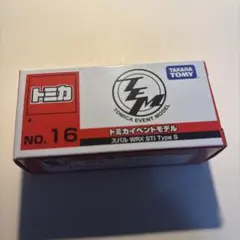 トミカ
TEM
TOMICA EVENT MODEL
TAKARA
TOMY
NO. 16
トミカイベントモデル
スバル WRX STI Type S